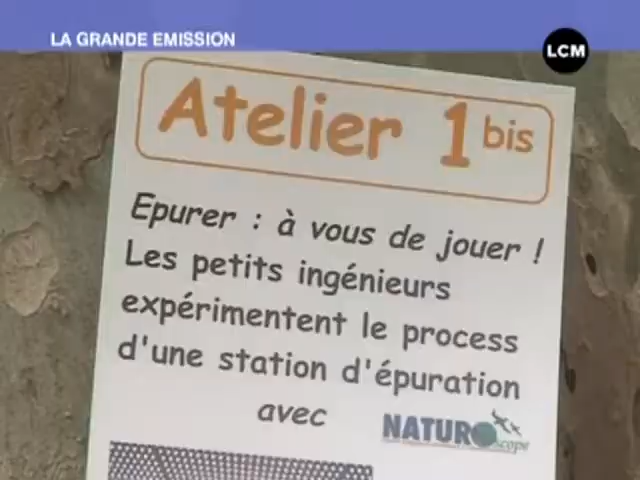 LA GRANDE EMISSION
LCM
Atelier 1 bis
Epurer : à vous de jouer !
Les petits ingénieurs
expérimentent le process
d'une station d'épuration
avec
NATUROscope